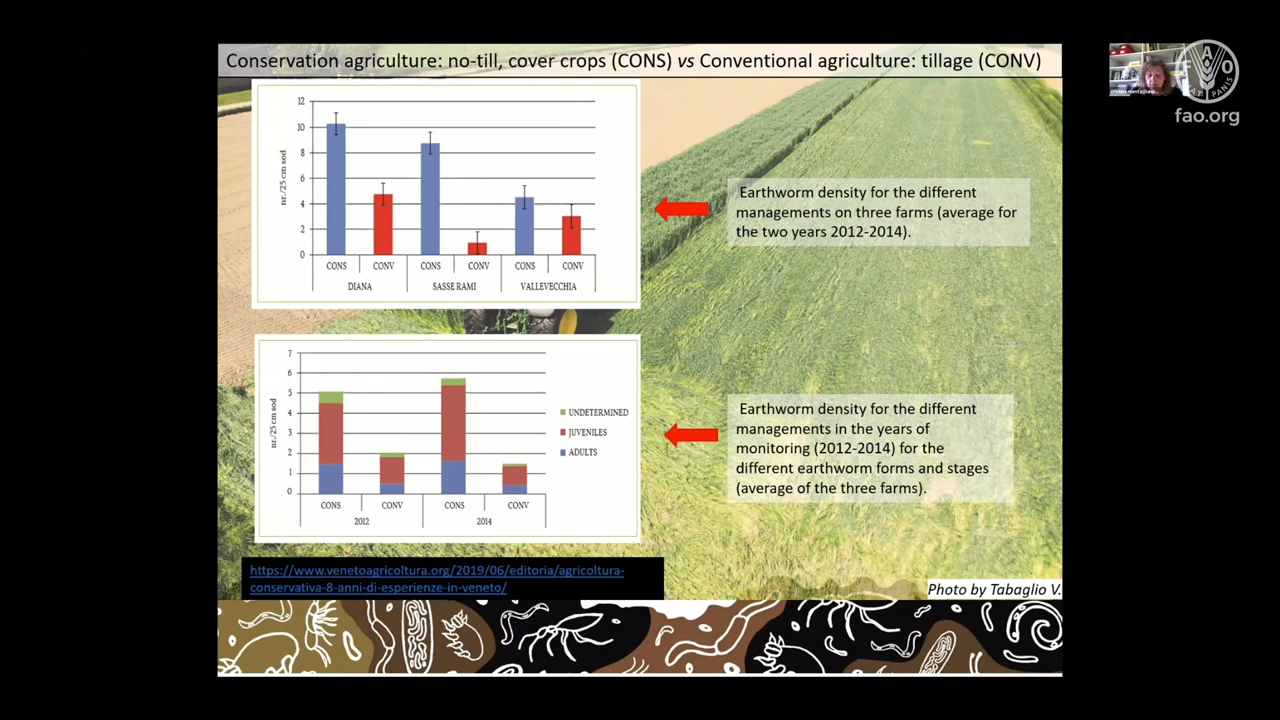 Conservation agriculture: no-till, cover crops (CONS) vs Conventional agriculture: tillage (CONV)
fao.org
12
10
8
6
4
2
0
nr./25 cm sod
CONS
CONV
CONS
CONV
CONS
CONV
DIANA
SASSE RAMI
VALLEVECCHIA
Earthworm density for the different
managements on three farms (average for
the two years 2012-2014).
7
6
5
4
3
2
1
0
nr./25 cm sod
CONS
CONV
CONS
CONV
2012
2014
UNDETERMINED
JUVENILES
ADULTS
Earthworm density for the different
managements in the years of
monitoring (2012-2014) for the
different earthworm forms and stages
(average of the three farms).
https://www.venetoagricoltura.org/2019/06/editoria/agricoltura-
conservativa-8-anni-di-esperienze-in-veneto/
Photo by Tabaglio V.